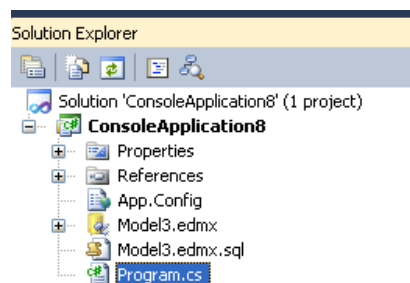 Solution Explorer
Solution 'ConsoleApplication8' (1 project)
ConsoleApplication8
Properties
References
App.Config
Model3.edmx
Model3.edmx.sql
Program.cs